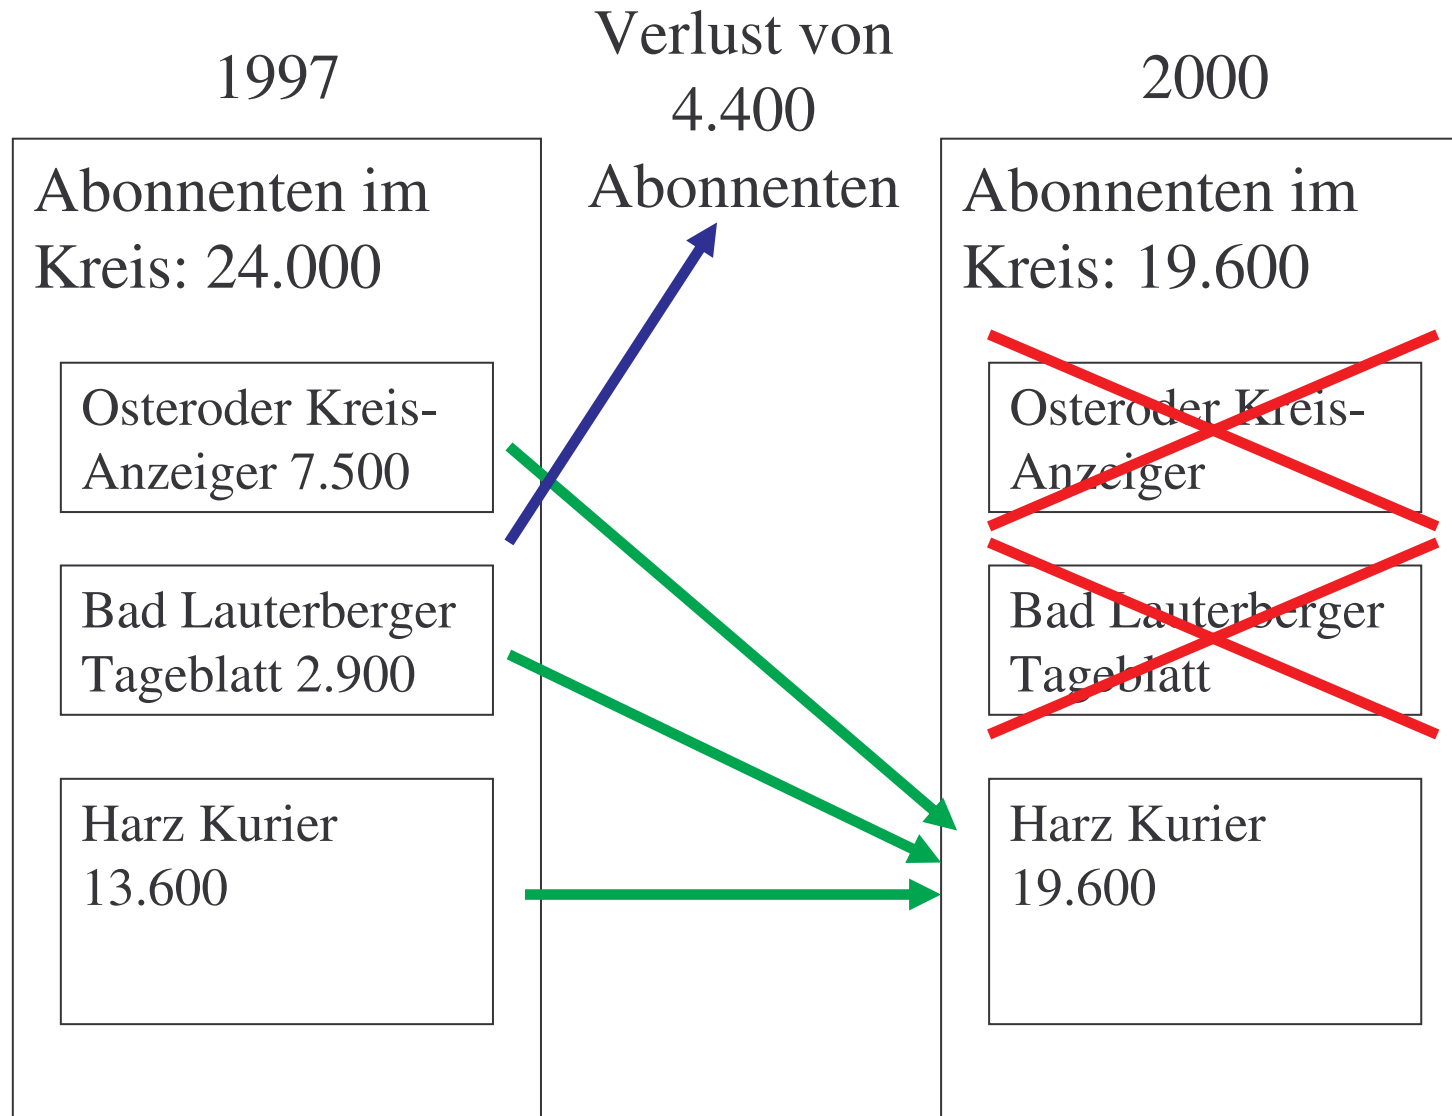 1997
Abonnenten im
Kreis: 24.000
Osteroder Kreis-
Anzeiger 7.500
Bad Lauterberger
Tageblatt 2.900
Harz Kurier
13.600
Verlust von
4.400
Abonnenten
2000
Abonnenten im
Kreis: 19.600
Osteroder Kreis-
Anzeiger
Bad Lauterberger
Tageblatt
Harz Kurier
19.600